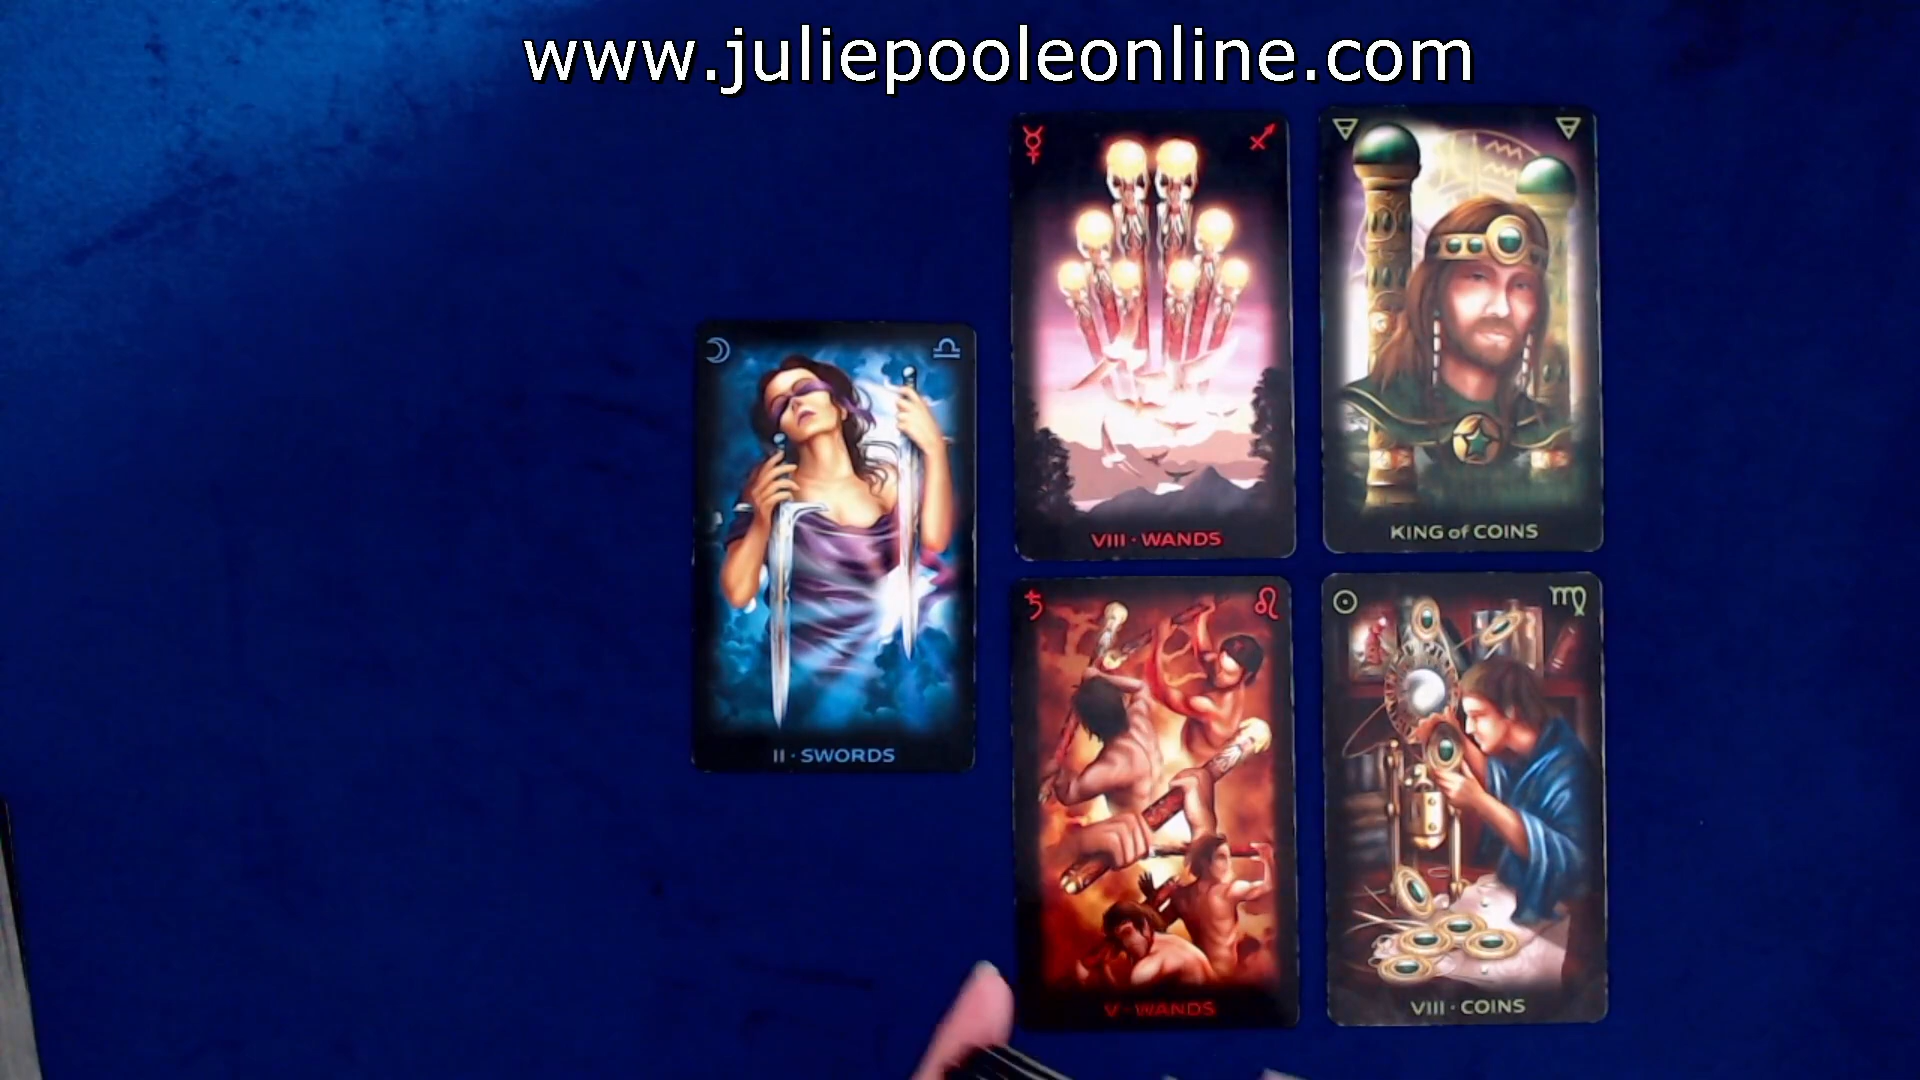 www.juliepooleonline.com
VIII · WANDS
KING of COINS
II · SWORDS
V · WANDS
VIII · COINS